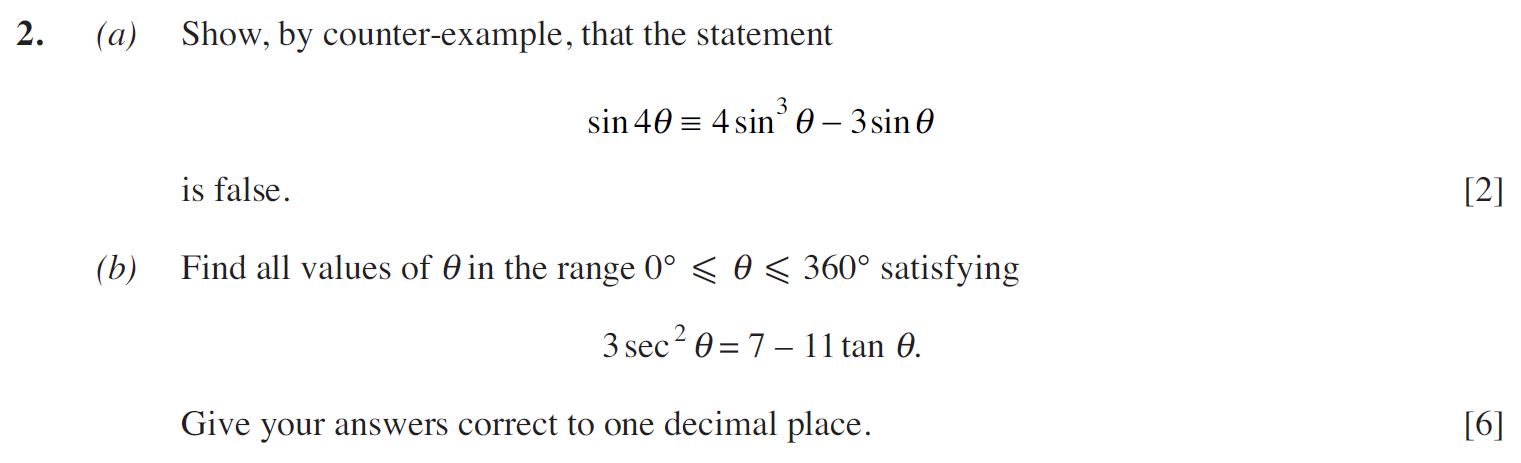 2. (a) Show, by counter-example, that the statement
sin 4θ ≡ 4 sin³ θ – 3 sin θ
is false. [2]
(b) Find all values of θ in the range 0° ⩽ θ ⩽ 360° satisfying
3 sec² θ = 7 – 11 tan θ.
Give your answers correct to one decimal place. [6]